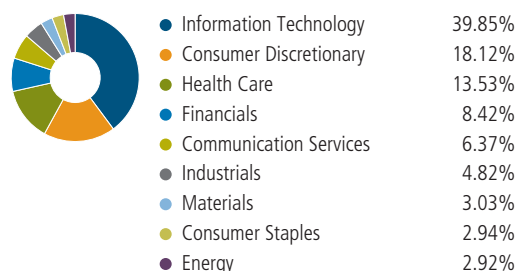 Information Technology 39.85%
Consumer Discretionary 18.12%
Health Care 13.53%
Financials 8.42%
Communication Services 6.37%
Industrials 4.82%
Materials 3.03%
Consumer Staples 2.94%
Energy 2.92%